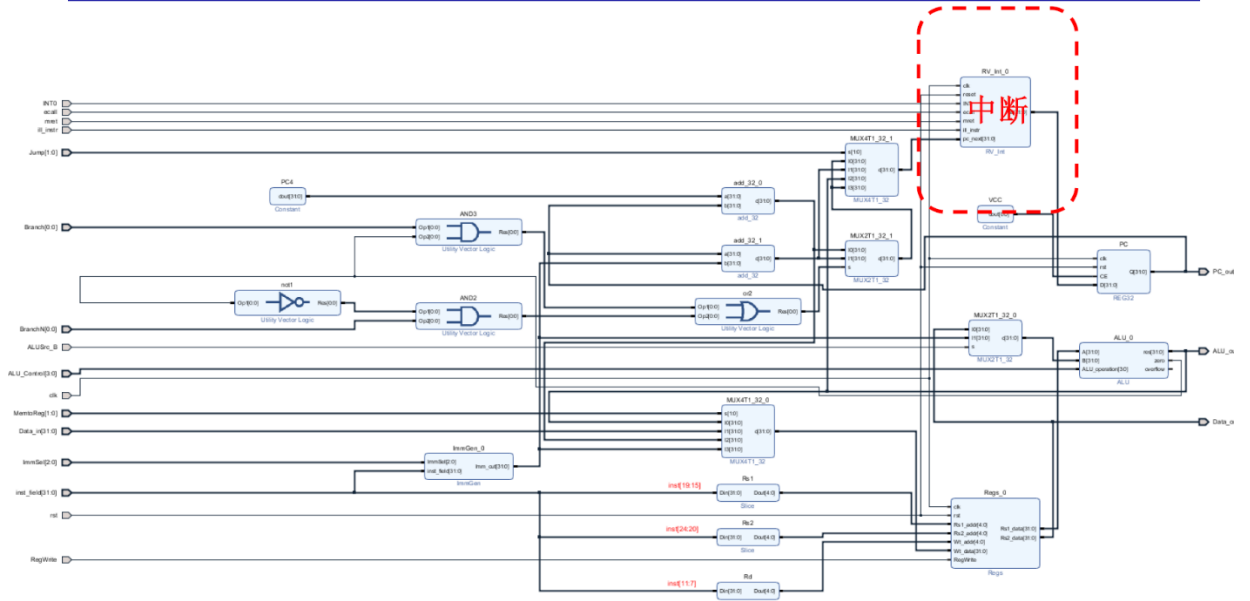 INT0
ecall
mret
ill_instr
Jump[1:0]
Branch[0:0]
BranchN[0:0]
ALUSrc_B
ALU_Control[3:0]
clk
MemtoReg[1:0]
Data_in[31:0]
ImmSel[2:0]
inst_field[31:0]
rst
RegWrite
PC4
dout[31:0]
Constant
not1
Op1[0:0]
Res[0:0]
Utility Vector Logic
AND3
Op1[0:0]
Op2[0:0]
Res[0:0]
Utility Vector Logic
AND2
Op1[0:0]
Op2[0:0]
Res[0:0]
Utility Vector Logic
ImmGen_0
ImmSel[2:0]
inst_field[31:0]
Imm_out[31:0]
ImmGen
add_32_0
a[31:0]
b[31:0]
c[31:0]
add_32
add_32_1
a[31:0]
b[31:0]
c[31:0]
add_32
or2
Op1[0:0]
Op2[0:0]
Res[0:0]
Utility Vector Logic
MUX4T1_32_0
s[1:0]
I0[31:0]
I1[31:0]
I2[31:0]
I3[31:0]
o[31:0]
MUX4T1_32
inst[19:15]
Rs1
Din[31:0]
Dout[4:0]
Slice
inst[24:20]
Rs2
Din[31:0]
Dout[4:0]
Slice
inst[11:7]
Rd
Din[31:0]
Dout[4:0]
MUX4T1_32_1
s[1:0]
I0[31:0]
I1[31:0]
I2[31:0]
I3[31:0]
o[31:0]
MUX4T1_32
MUX2T1_32_1
I0[31:0]
I1[31:0]
s
o[31:0]
MUX2T1_32
RV_Int_0
clk
reset
中断
mret
ill_instr
pc_next[31:0]
RV_Int
VCC
dout[0:0]
Constant
PC
clk
rst
CE
D[31:0]
Q[31:0]
REG32
MUX2T1_32_0
I0[31:0]
I1[31:0]
s
o[31:0]
MUX2T1_32
ALU_0
A[31:0]
B[31:0]
ALU_operation[3:0]
res[31:0]
zero
overflow
ALU
Regs_0
clk
rst
Rs1_addr[4:0]
Rs2_addr[4:0]
Wt_addr[4:0]
Wt_data[31:0]
RegWrite
Rs1_data[31:0]
Rs2_data[31:0]
Regs
PC_out
ALU_ou
Data_ou